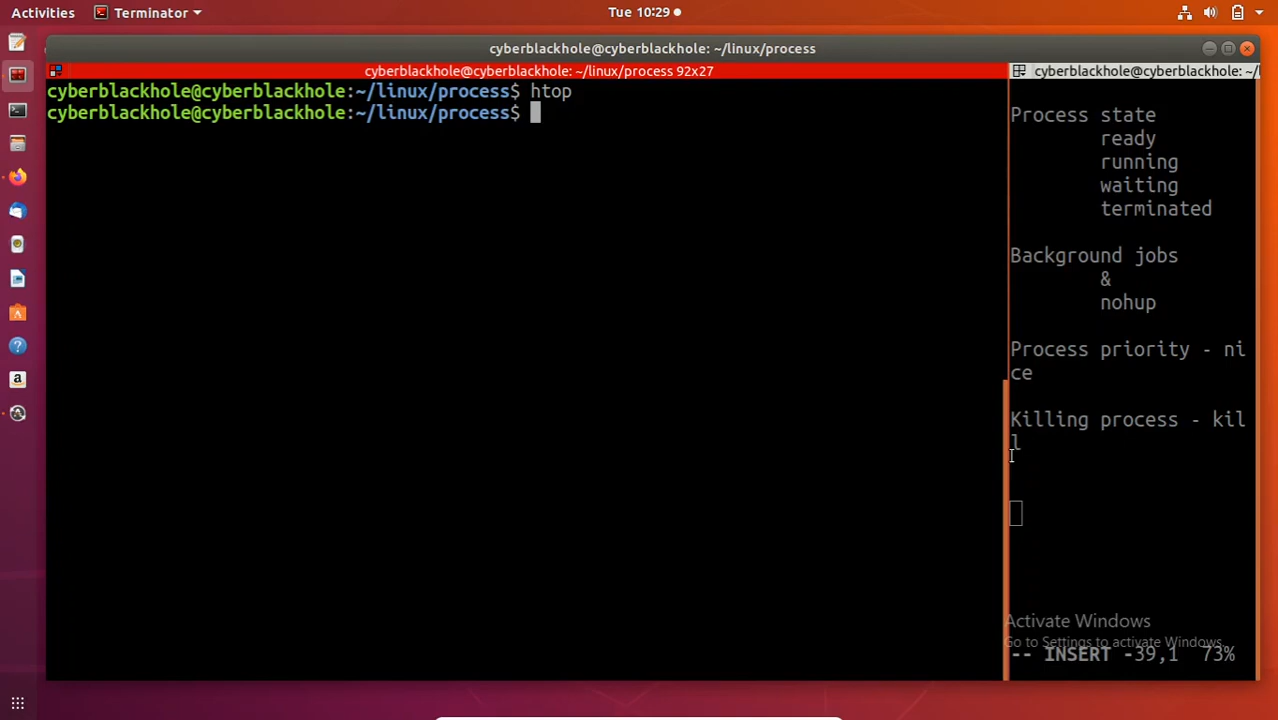 Activities Terminator Tue 10:29
cyberblackhole@cyberblackhole: ~/linux/process
cyberblackhole@cyberblackhole: ~/linux/process 92x27
cyberblackhole@cyberblackhole:~/linux/process$ htop
cyberblackhole@cyberblackhole:~/linux/process$
cyberblackhole@cyberblackhole: ~/l
Process state
ready
running
waiting
terminated
Background jobs
&
nohup
Process priority - ni
ce
Killing process - kil
l
Activate Windows
Go to Settings to activate Windows.
-- INSERT -39,1 73%